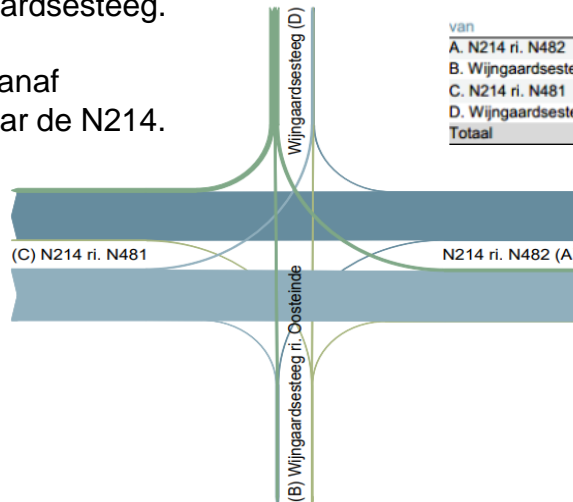 ardsesteeg.
anaf
ar de N214.
van
A. N214 ri. N482
B. Wijngaardseste
C. N214 ri. N481
D. Wijngaardseste
Totaal
Wijngaardsesteeg (D)
(C) N214 ri. N481
N214 ri. N482 (A
(B) Wijngaardsesteeg ri. Oosteinde